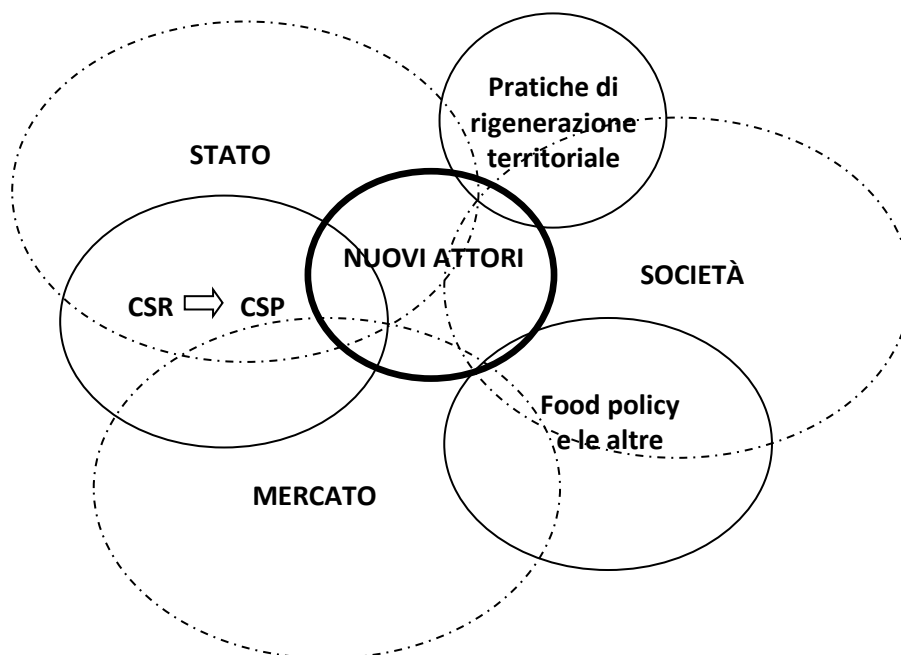 Pratiche di
rigenerazione
territoriale
STATO
NUOVI ATTORI
SOCIETÀ
CSR ⇨ CSP
Food policy
e le altre
MERCATO